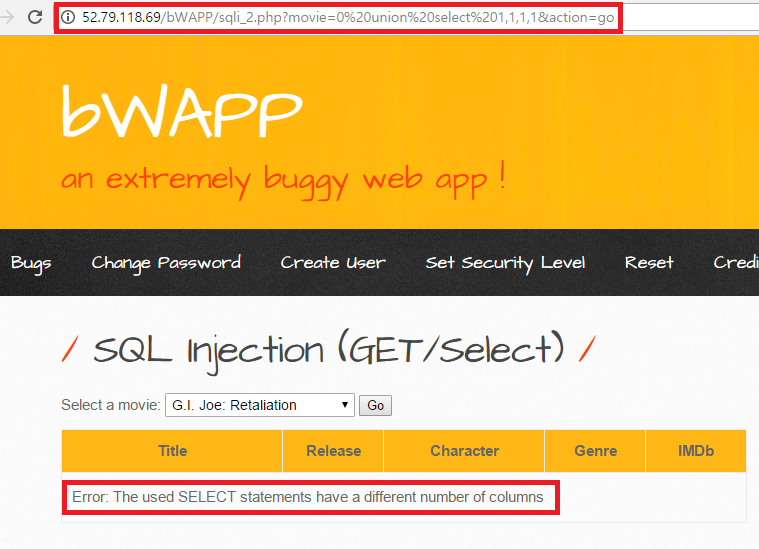 52.79.118.69/bWAPP/sqli_2.php?movie=0%20union%20select%201,1,1,1&action=go
bWAPP
an extremely buggy web app !
Bugs Change Password Create User Set Security Level Reset Credi
/ SQL Injection (GET/Select) /
Select a movie: G.I. Joe: Retaliation Go
Title Release Character Genre IMDb
Error: The used SELECT statements have a different number of columns